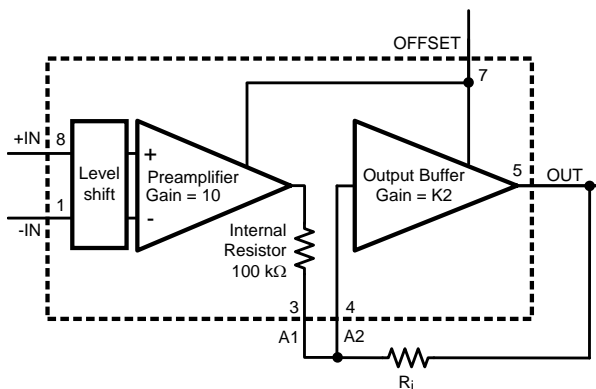 OFFSET
7
+IN
8
Level
shift
+
-
Preamplifier
Gain = 10
Output Buffer
Gain = K2
5
OUT
1
-IN
Internal
Resistor
100 kΩ
3
4
A1
A2
Ri